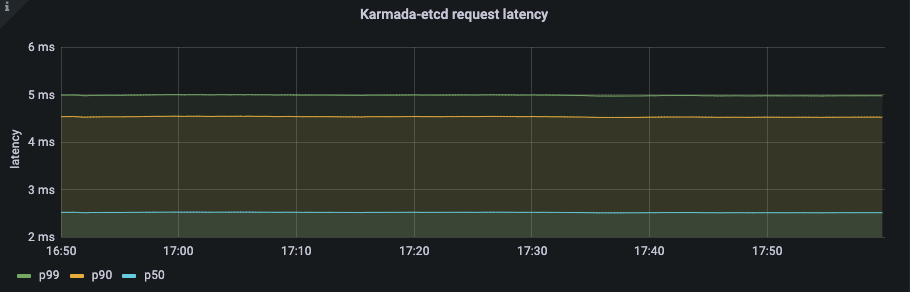 i
Karmada-etcd request latency
6 ms
5 ms
4 ms
3 ms
2 ms
latency
16:50 17:00 17:10 17:20 17:30 17:40 17:50
p99 p90 p50